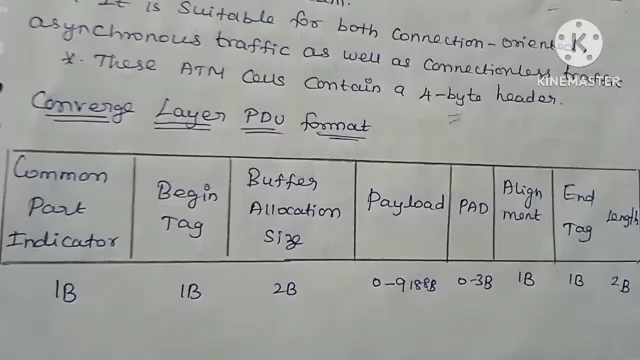 It is Suitable for both Connection-oriented
asynchronous traffic as well as Connectionless traffic
*. These ATM Cells Contain a 4-byte header.
Converge Layer PDU format
Common Part Indicator | Begin Tag | Buffer Allocation Size | Payload | PAD | Alignment | End Tag | Length
1B 1B 2B 0-9188B 0-3B 1B 1B 2B
K
KINEMASTER